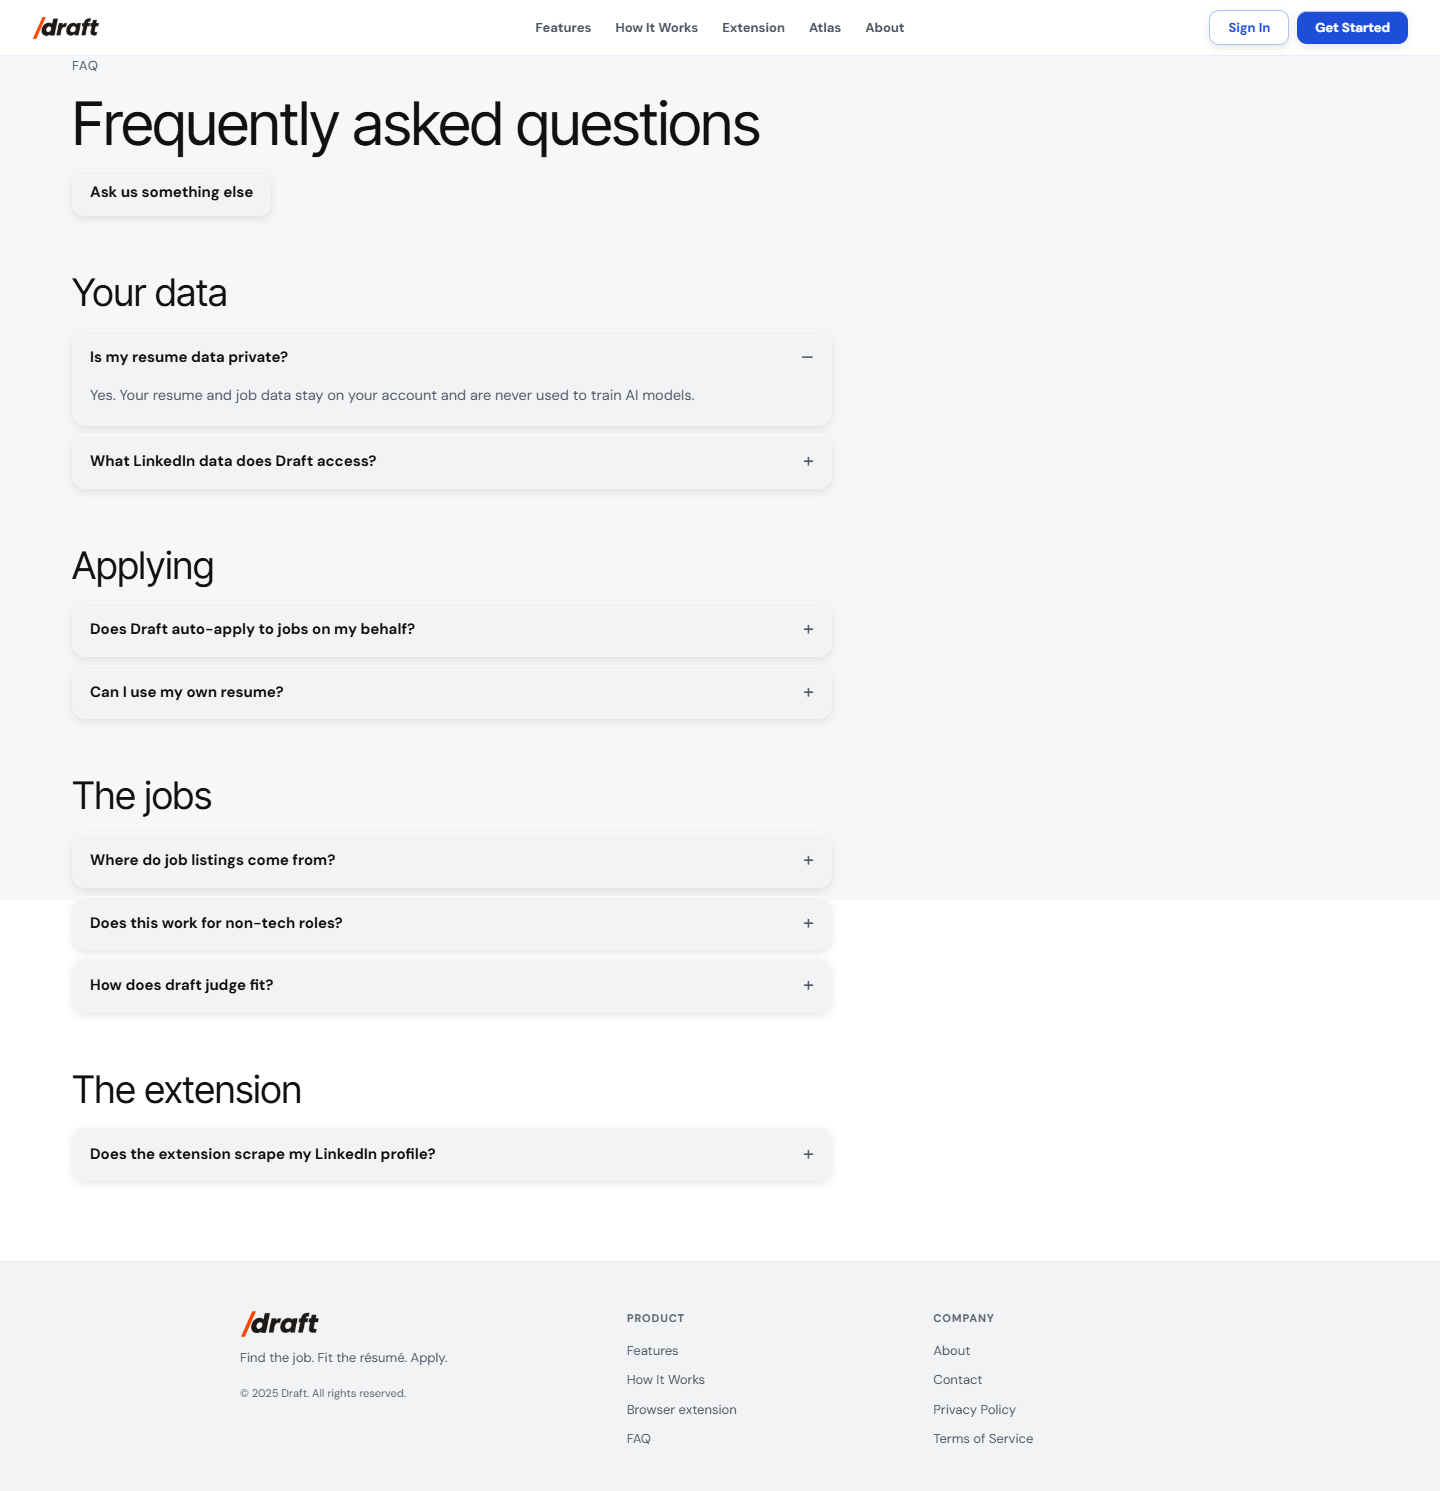 /draft
Features
How It Works
Extension
Atlas
About
Sign In
Get Started
FAQ
Frequently asked questions
Ask us something else
Your data
Is my resume data private?
Yes. Your resume and job data stay on your account and are never used to train AI models.
What LinkedIn data does Draft access?
Applying
Does Draft auto-apply to jobs on my behalf?
Can I use my own resume?
The jobs
Where do job listings come from?
Does this work for non-tech roles?
How does draft judge fit?
The extension
Does the extension scrape my LinkedIn profile?
/draft
Find the job. Fit the résumé. Apply.
© 2025 Draft. All rights reserved.
PRODUCT
Features
How It Works
Browser extension
FAQ
COMPANY
About
Contact
Privacy Policy
Terms of Service